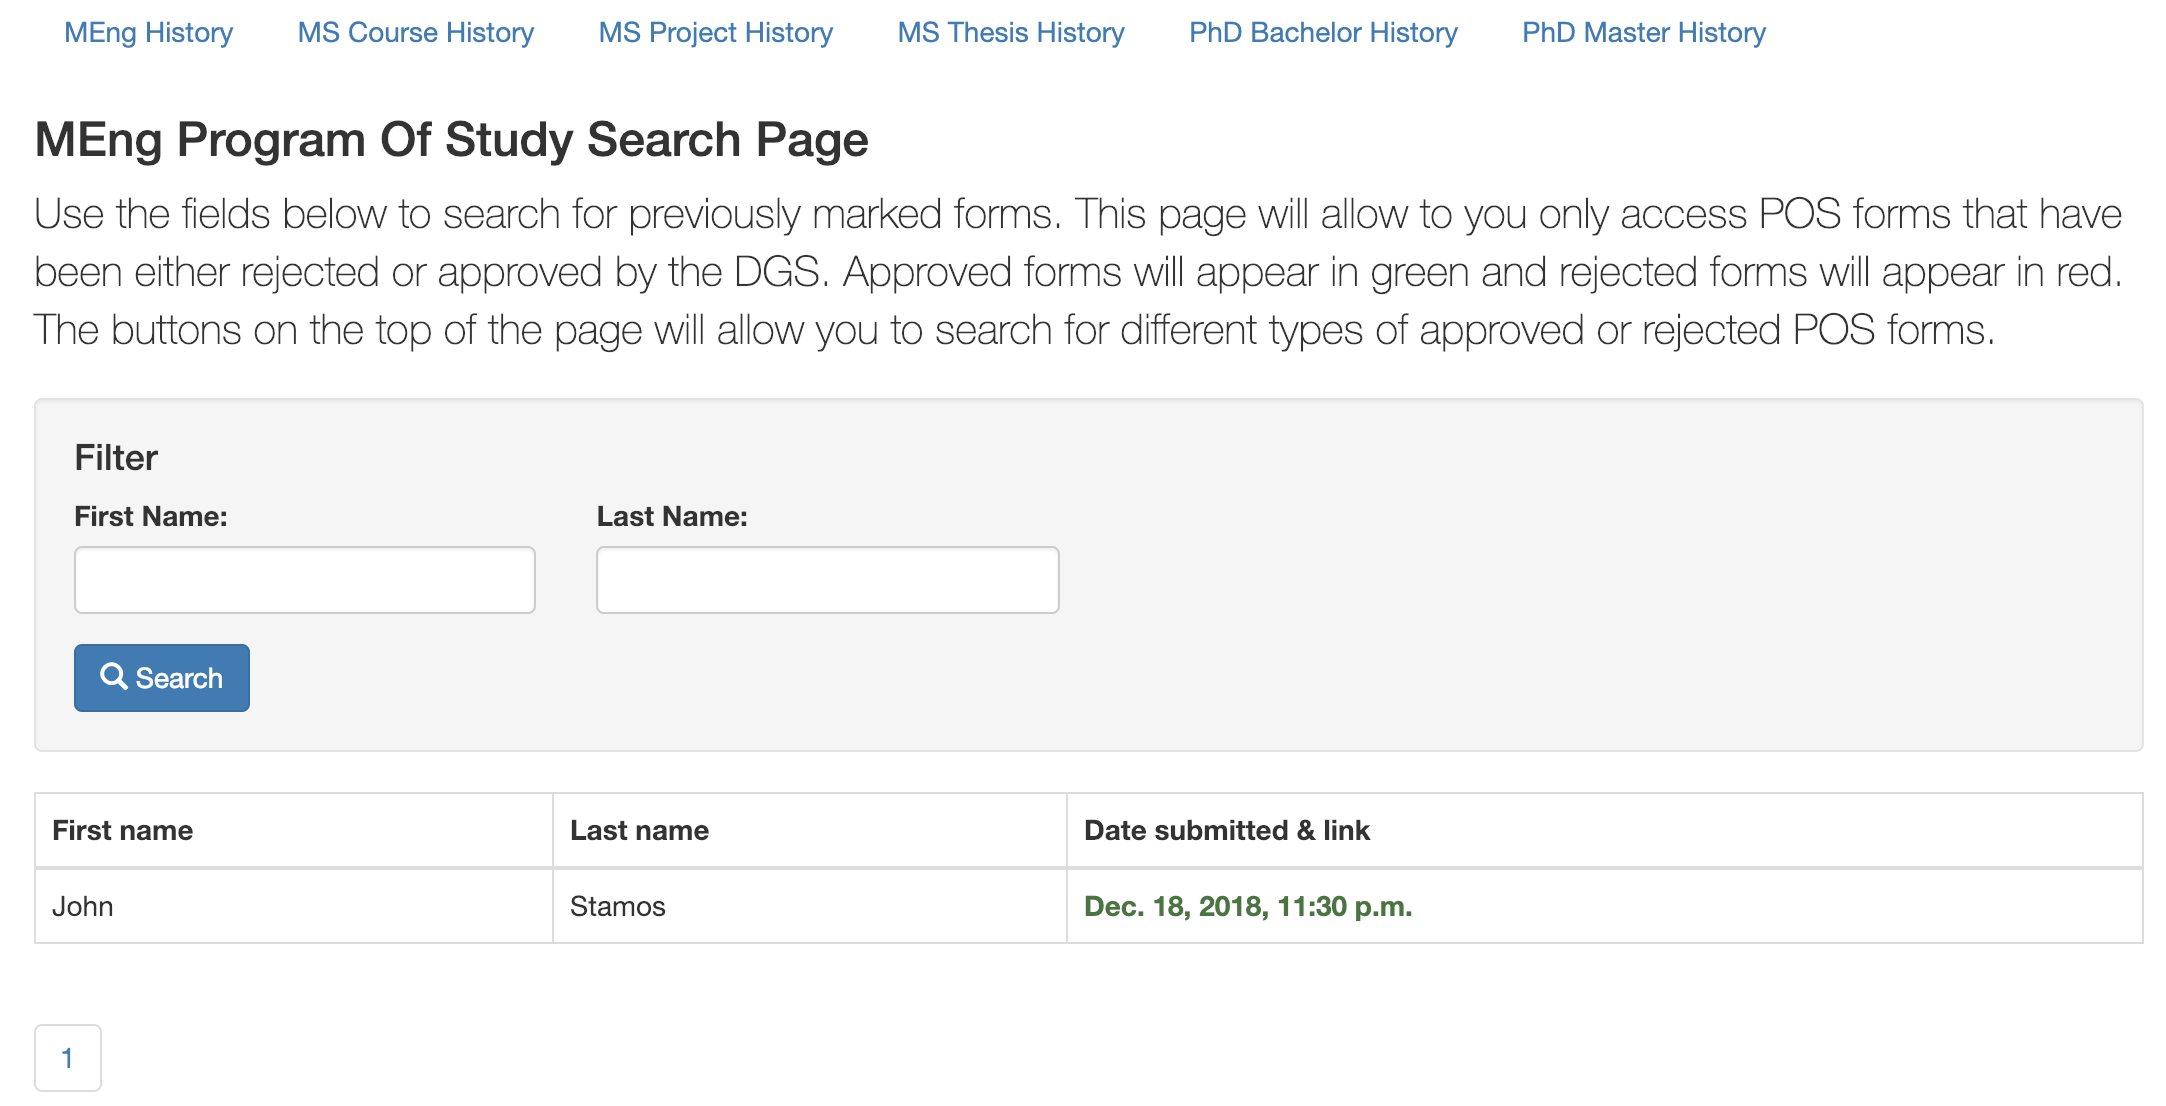 MEng History MS Course History MS Project History MS Thesis History PhD Bachelor History PhD Master History
MEng Program Of Study Search Page
Use the fields below to search for previously marked forms. This page will allow to you only access POS forms that have
been either rejected or approved by the DGS. Approved forms will appear in green and rejected forms will appear in red.
The buttons on the top of the page will allow you to search for different types of approved or rejected POS forms.
Filter
First Name: Last Name:
Search
First name Last name Date submitted & link
John Stamos Dec. 18, 2018, 11:30 p.m.
1